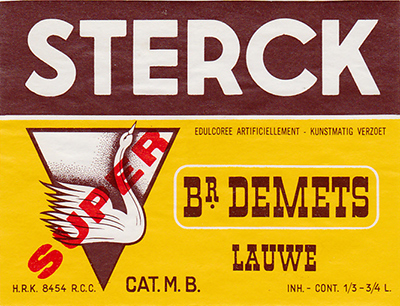 STERCK
EDULCOREE ARTIFICIELLEMENT - KUNSTMATIG VERZOET
SUPER
BR. DEMETS
LAUWE
H.R.K. 8454 R.C.C.
CAT. M. B.
INH. - CONT. 1/3 - 3/4 L.